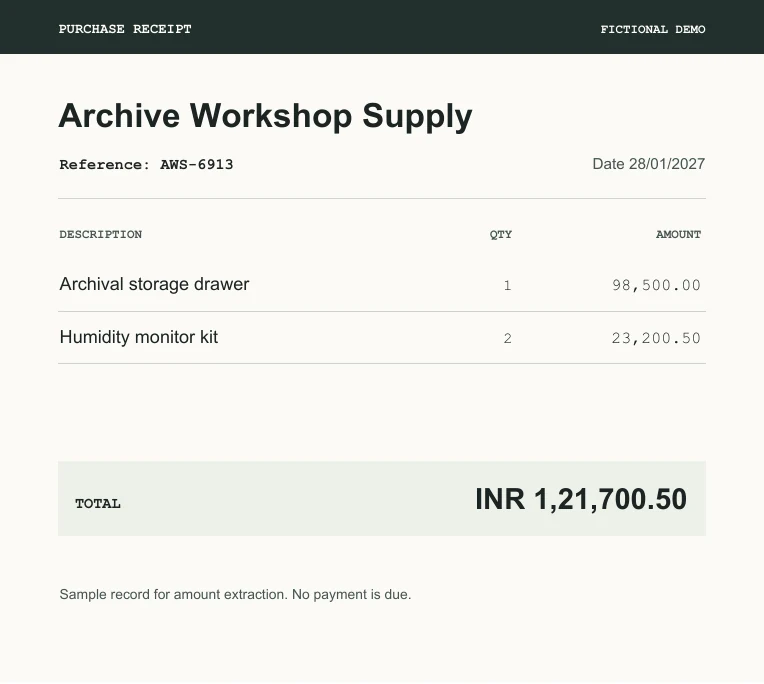 PURCHASE RECEIPT FICTIONAL DEMO
Archive Workshop Supply
Reference: AWS-6913 Date 28/01/2027
DESCRIPTION QTY AMOUNT
Archival storage drawer 1 98,500.00
Humidity monitor kit 2 23,200.50
TOTAL INR 1,21,700.50
Sample record for amount extraction. No payment is due.